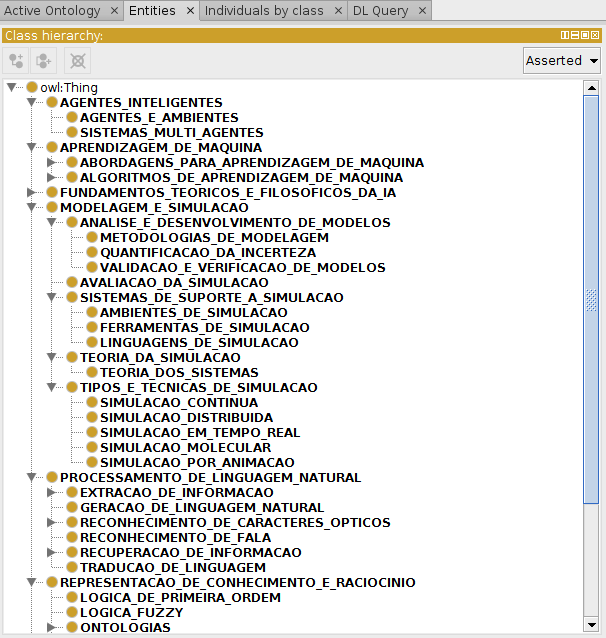 Active Ontology × Entities × Individuals by class × DL Query ×
Class hierarchy:
Asserted
owl:Thing
AGENTES_INTELIGENTES
AGENTES_E_AMBIENTES
SISTEMAS_MULTI_AGENTES
APRENDIZAGEM_DE_MAQUINA
ABORDAGENS_PARA_APRENDIZAGEM_DE_MAQUINA
ALGORITMOS_DE_APRENDIZAGEM_DE_MAQUINA
FUNDAMENTOS_TEORICOS_E_FILOSOFICOS_DA_IA
MODELAGEM_E_SIMULACAO
ANALISE_E_DESENVOLVIMENTO_DE_MODELOS
METODOLOGIAS_DE_MODELAGEM
QUANTIFICACAO_DA_INCERTEZA
VALIDACAO_E_VERIFICACAO_DE_MODELOS
AVALIACAO_DA_SIMULACAO
SISTEMAS_DE_SUPORTE_A_SIMULACAO
AMBIENTES_DE_SIMULACAO
FERRAMENTAS_DE_SIMULACAO
LINGUAGENS_DE_SIMULACAO
TEORIA_DA_SIMULACAO
TEORIA_DOS_SISTEMAS
TIPOS_E_TECNICAS_DE_SIMULACAO
SIMULACAO_CONTINUA
SIMULACAO_DISTRIBUIDA
SIMULACAO_EM_TEMPO_REAL
SIMULACAO_MOLECULAR
SIMULACAO_POR_ANIMACAO
PROCESSAMENTO_DE_LINGUAGEM_NATURAL
EXTRACAO_DE_INFORMACAO
GERACAO_DE_LINGUAGEM_NATURAL
RECONHECIMENTO_DE_CARACTERES_OPTICOS
RECONHECIMENTO_DE_FALA
RECUPERACAO_DE_INFORMACAO
TRADUCAO_DE_LINGUAGEM
REPRESENTACAO_DE_CONHECIMENTO_E_RACIOCINIO
LOGICA_DE_PRIMEIRA_ORDEM
LOGICA_FUZZY
ONTOLOGIAS